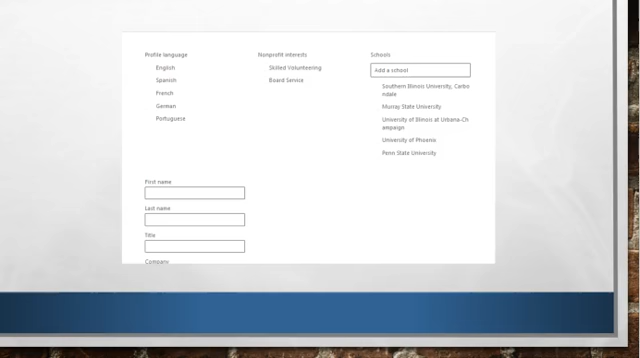 Profile language
English
Spanish
French
German
Portuguese
Nonprofit interests
Skilled Volunteering
Board Service
Schools
Add a school
Southern Illinois University, Carbo
ndale
Murray State University
University of Illinois at Urbana-Ch
ampaign
University of Phoenix
Penn State University
First name
Last name
Title
Company